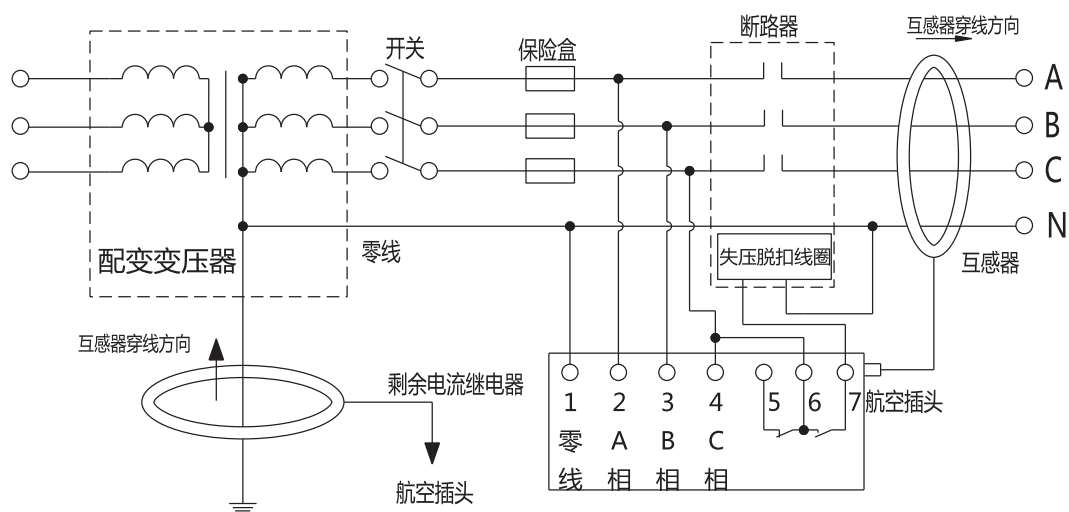 断路器
互感器穿线方向
开关
保险盒
A
B
C
N
配变变压器
零线
失压脱扣线圈
互感器
互感器穿线方向
剩余电流继电器
航空插头
1 2 3 4 5 6 7
航空插头
零 A B C
线 相 相 相